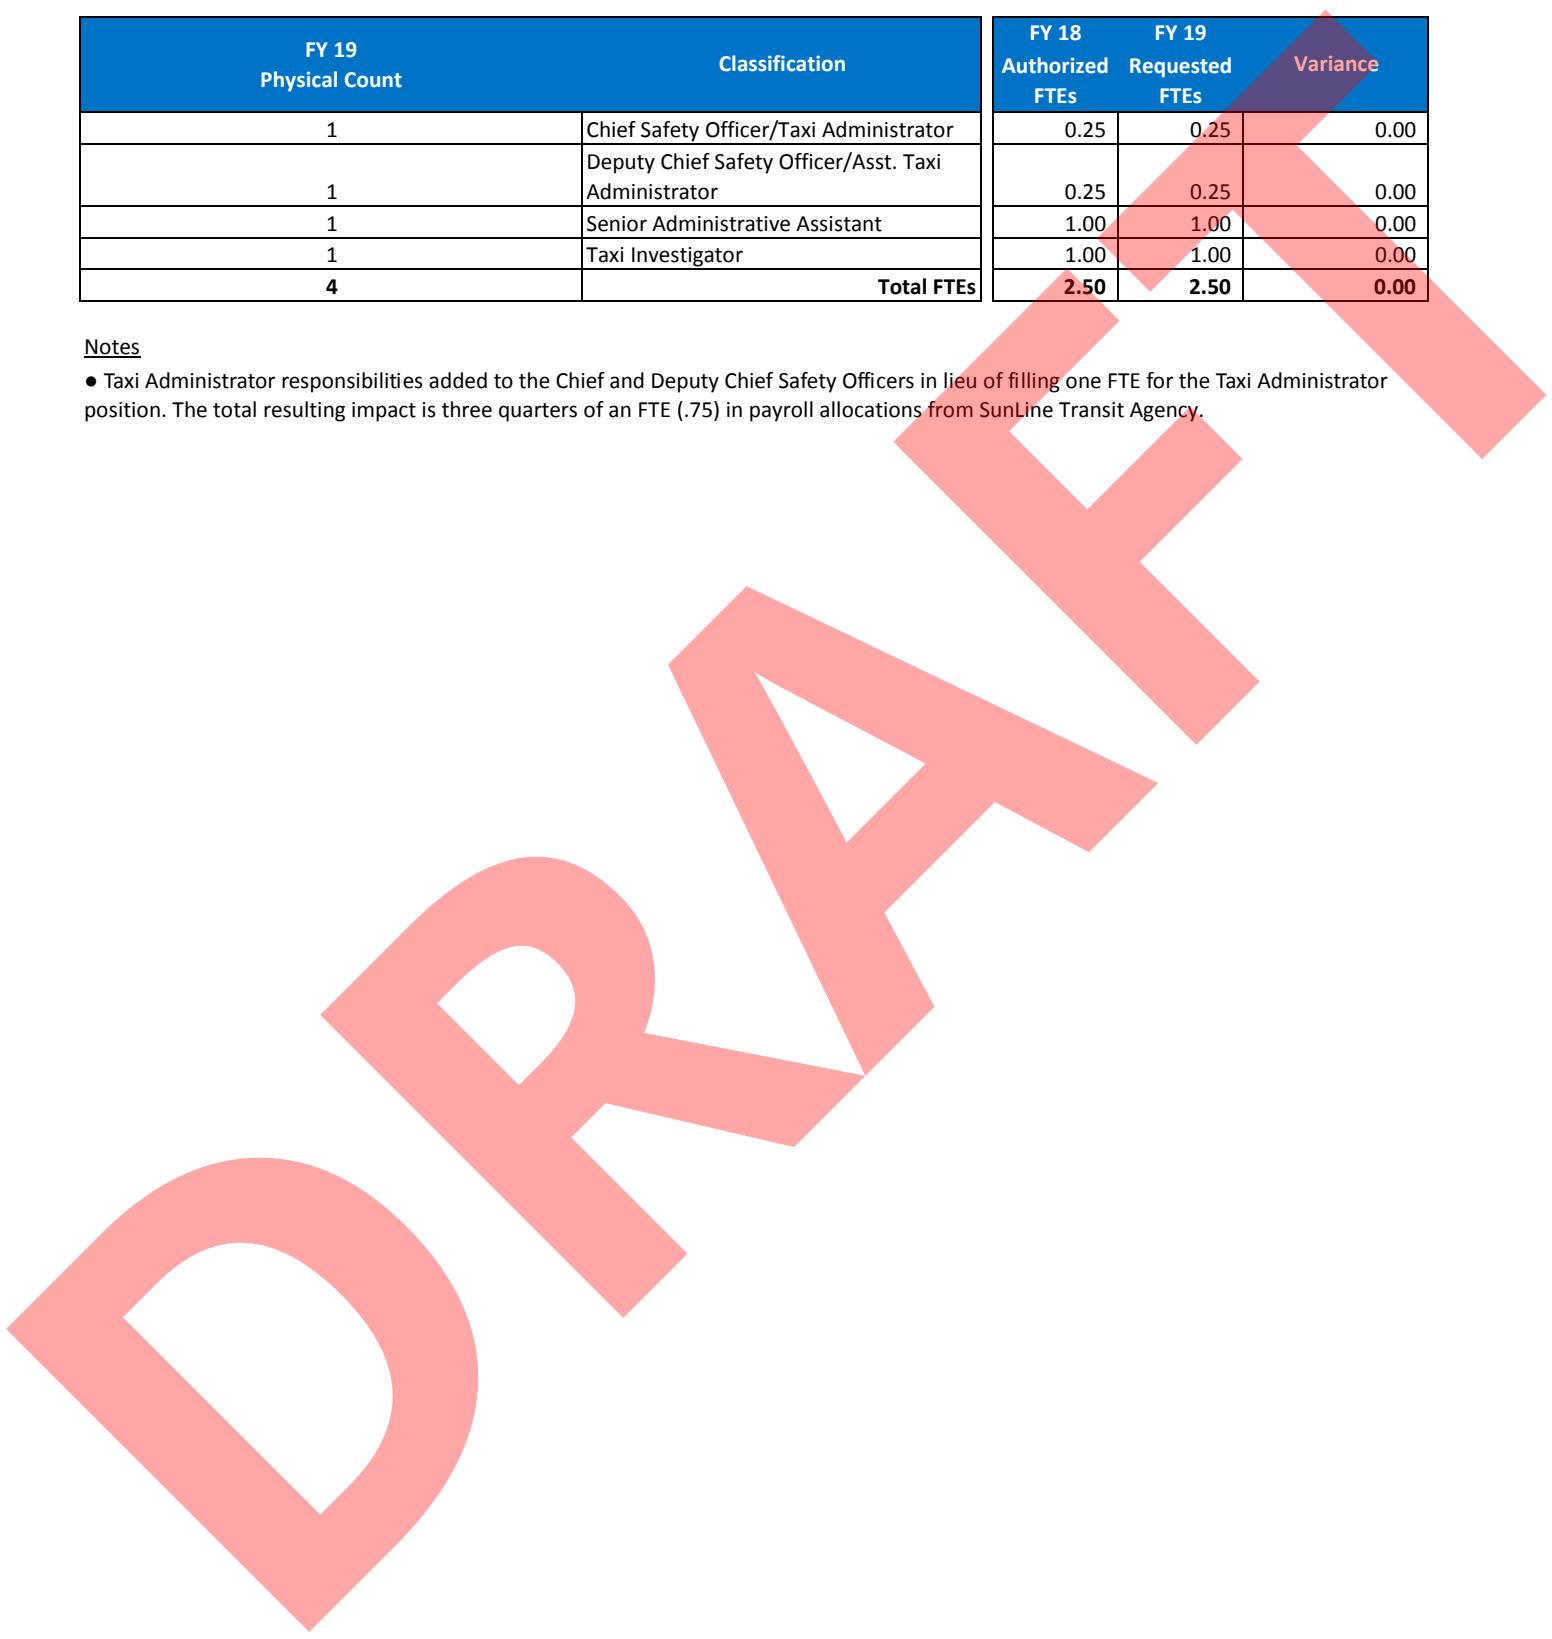 FY 19
Physical Count
Classification
FY 18
Authorized
FTEs
FY 19
Requested
FTEs
Variance
1 Chief Safety Officer/Taxi Administrator 0.25 0.25 0.00
Deputy Chief Safety Officer/Asst. Taxi
1 Administrator 0.25 0.25 0.00
1 Senior Administrative Assistant 1.00 1.00 0.00
1 Taxi Investigator 1.00 1.00 0.00
4 Total FTEs 2.50 2.50 0.00
Notes
● Taxi Administrator responsibilities added to the Chief and Deputy Chief Safety Officers in lieu of filling one FTE for the Taxi Administrator
position. The total resulting impact is three quarters of an FTE (.75) in payroll allocations from SunLine Transit Agency.
DRAFT